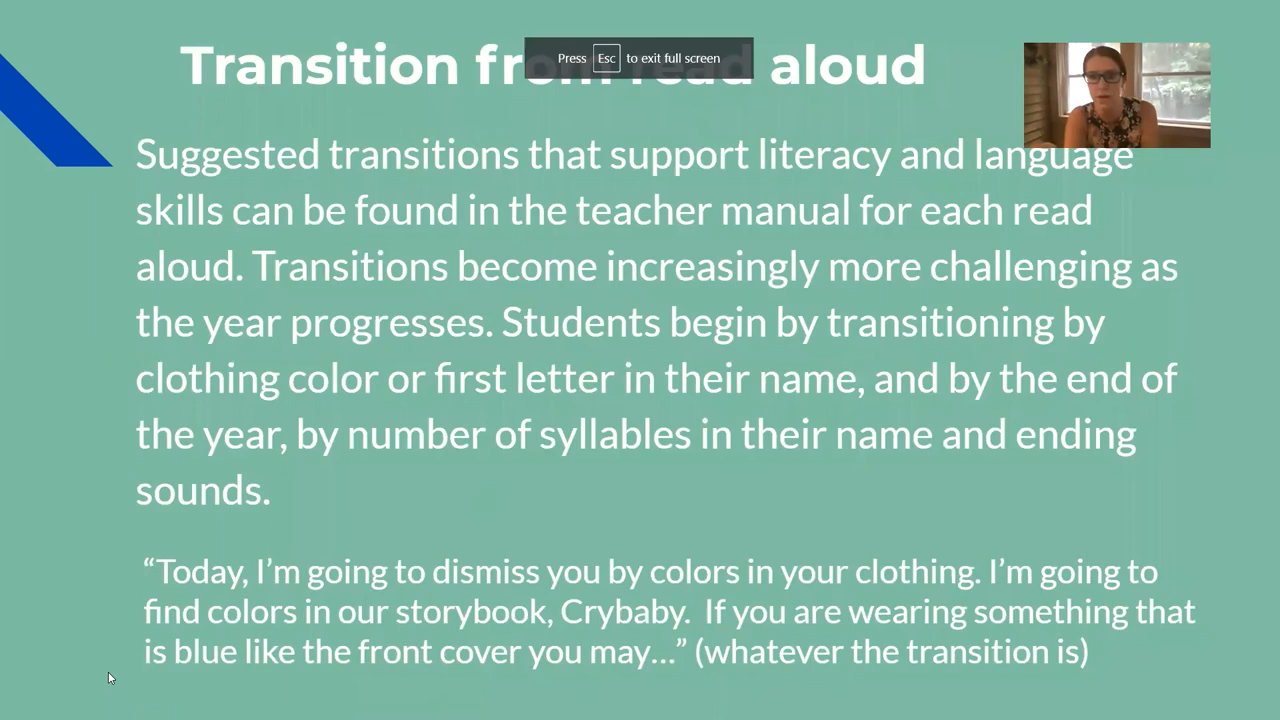 Transition from read aloud
Press Esc to exit full screen
Suggested transitions that support literacy and language
skills can be found in the teacher manual for each read
aloud. Transitions become increasingly more challenging as
the year progresses. Students begin by transitioning by
clothing color or first letter in their name, and by the end of
the year, by number of syllables in their name and ending
sounds.
“Today, I’m going to dismiss you by colors in your clothing. I’m going to
find colors in our storybook, Crybaby. If you are wearing something that
is blue like the front cover you may...” (whatever the transition is)